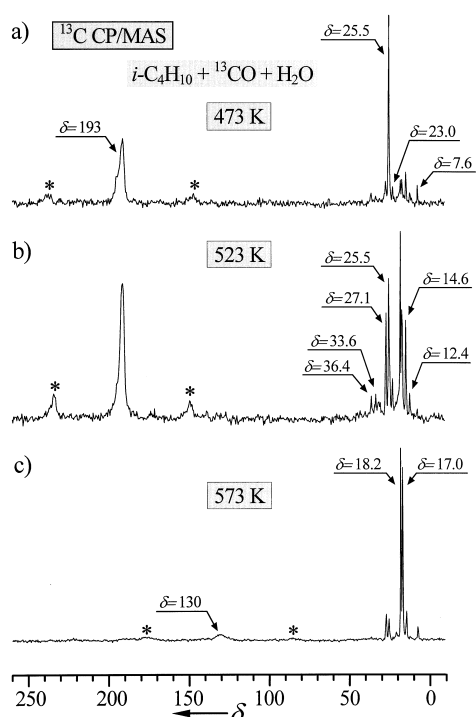 a)
¹³C CP/MAS
i-C₄H₁₀ + ¹³CO + H₂O
473 K
δ=193
δ=25.5
δ=23.0
δ=7.6
*
*
b)
523 K
δ=25.5
δ=27.1
δ=33.6
δ=36.4
δ=14.6
δ=12.4
*
*
c)
573 K
δ=18.2
δ=17.0
δ=130
*
*
250 200 150 100 50 0
δ